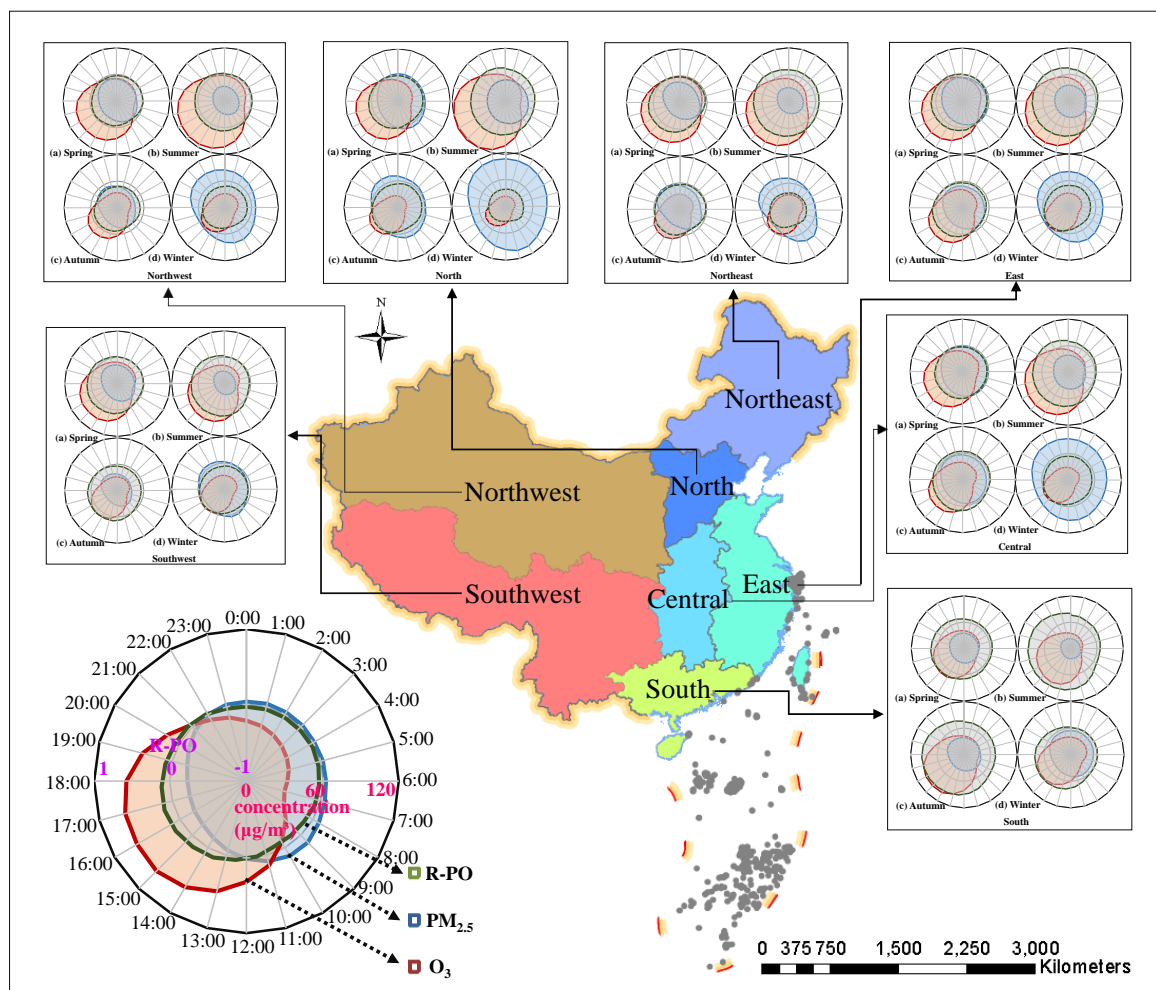 (a) Spring
(b) Summer
(c) Autumn
(d) Winter
Northwest
(a) Spring
(b) Summer
(c) Autumn
(d) Winter
North
(a) Spring
(b) Summer
(c) Autumn
(d) Winter
Northeast
(a) Spring
(b) Summer
(c) Autumn
(d) Winter
East
(a) Spring
(b) Summer
(c) Autumn
(d) Winter
Southwest
N
Northeast
North
Northwest
Southwest
Central
East
South
(a) Spring
(b) Summer
(c) Autumn
(d) Winter
Central
(a) Spring
(b) Summer
(c) Autumn
(d) Winter
South
0:00
1:00
2:00
3:00
4:00
5:00
6:00
7:00
8:00
9:00
10:00
11:00
12:00
13:00
14:00
15:00
16:00
17:00
18:00
19:00
20:00
21:00
22:00
23:00
R-PO
1 0 -1
0 60 120
concentration
(μg/m³)
R-PO
PM2.5
O3
0 375 750 1,500 2,250 3,000
Kilometers